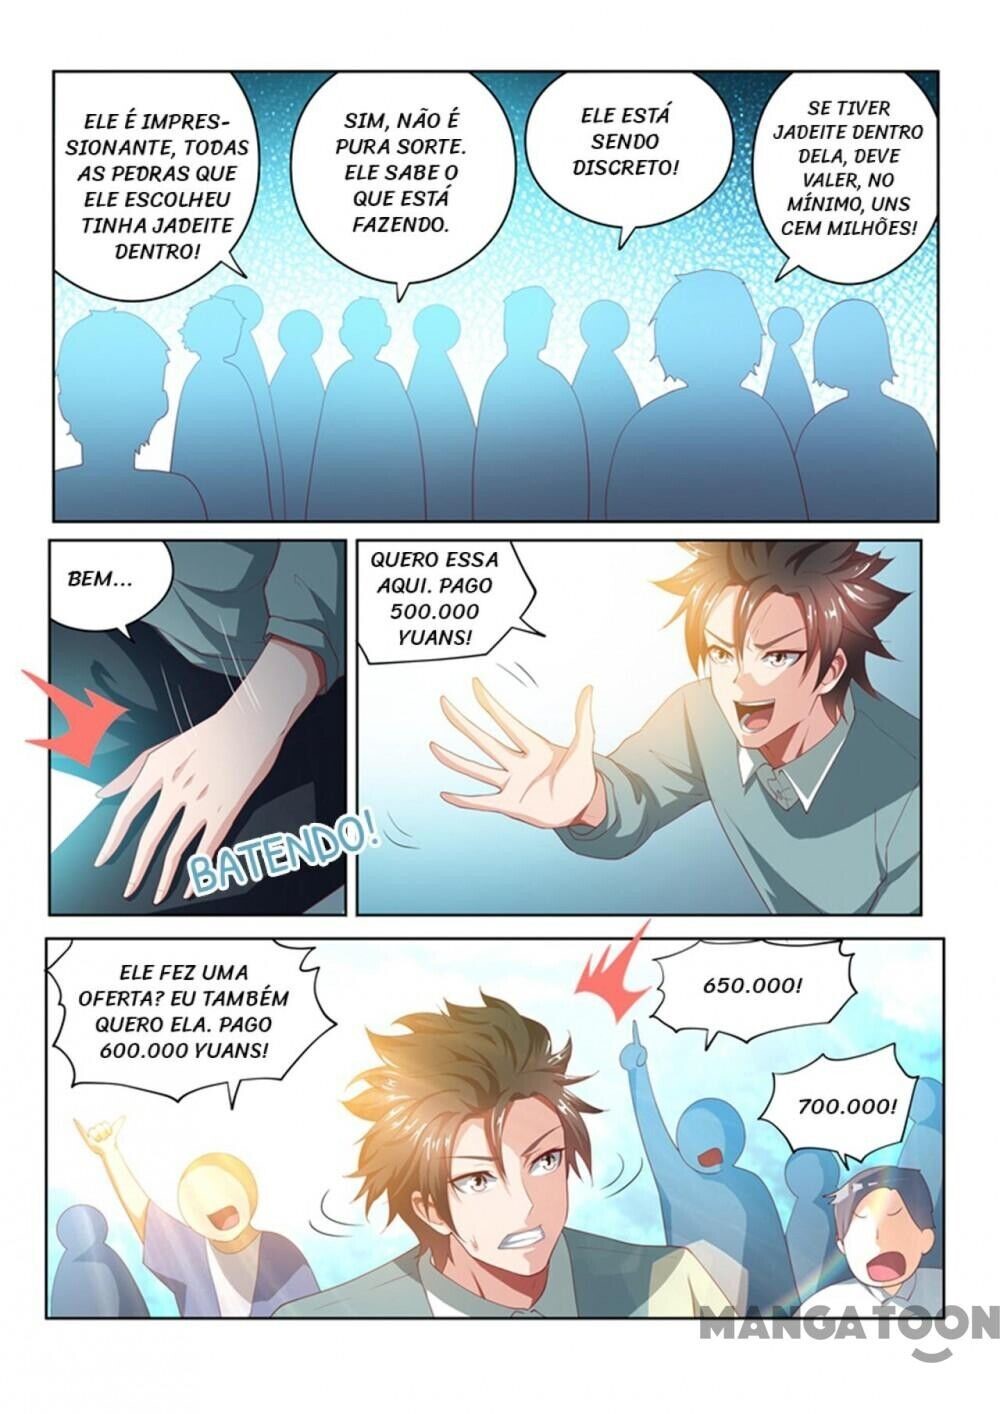 ELE É IMPRES-
SIONANTE, TODAS
AS PEDRAS QUE
ELE ESCOLHEU
TINHA JADEITE
DENTRO!
SIM, NÃO É
PURA SORTE.
ELE SABE O
QUE ESTÁ
FAZENDO.
ELE ESTÁ
SENDO
DISCRETO!
SE TIVER
JADEITE DENTRO
DELA, DEVE
VALER, NO
MÍNIMO, UNS
CEM MILHÕES!
BEM...
BATENDO!
QUERO ESSA
AQUI. PAGO
500.000
YUANS!
ELE FEZ UMA
OFERTA? EU TAMBÉM
QUERO ELA. PAGO
600.000 YUANS!
650.000!
700.000!
MANGATOON